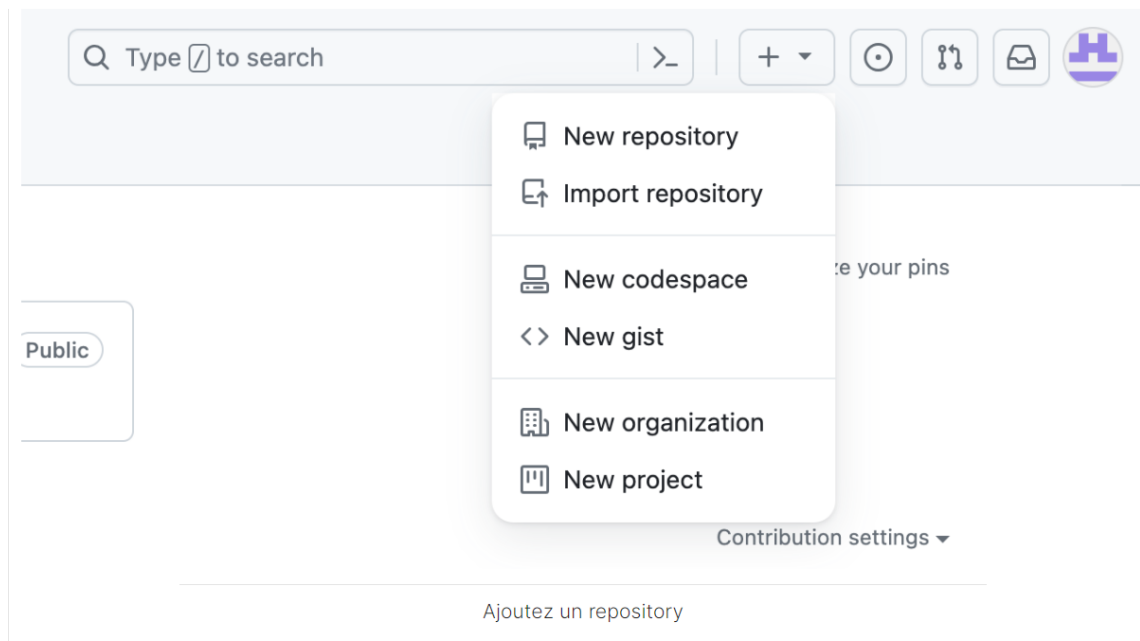 Type / to search
New repository
Import repository
New codespace
your pins
New gist
Public
New organization
New project
Contribution settings
Ajoutez un repository